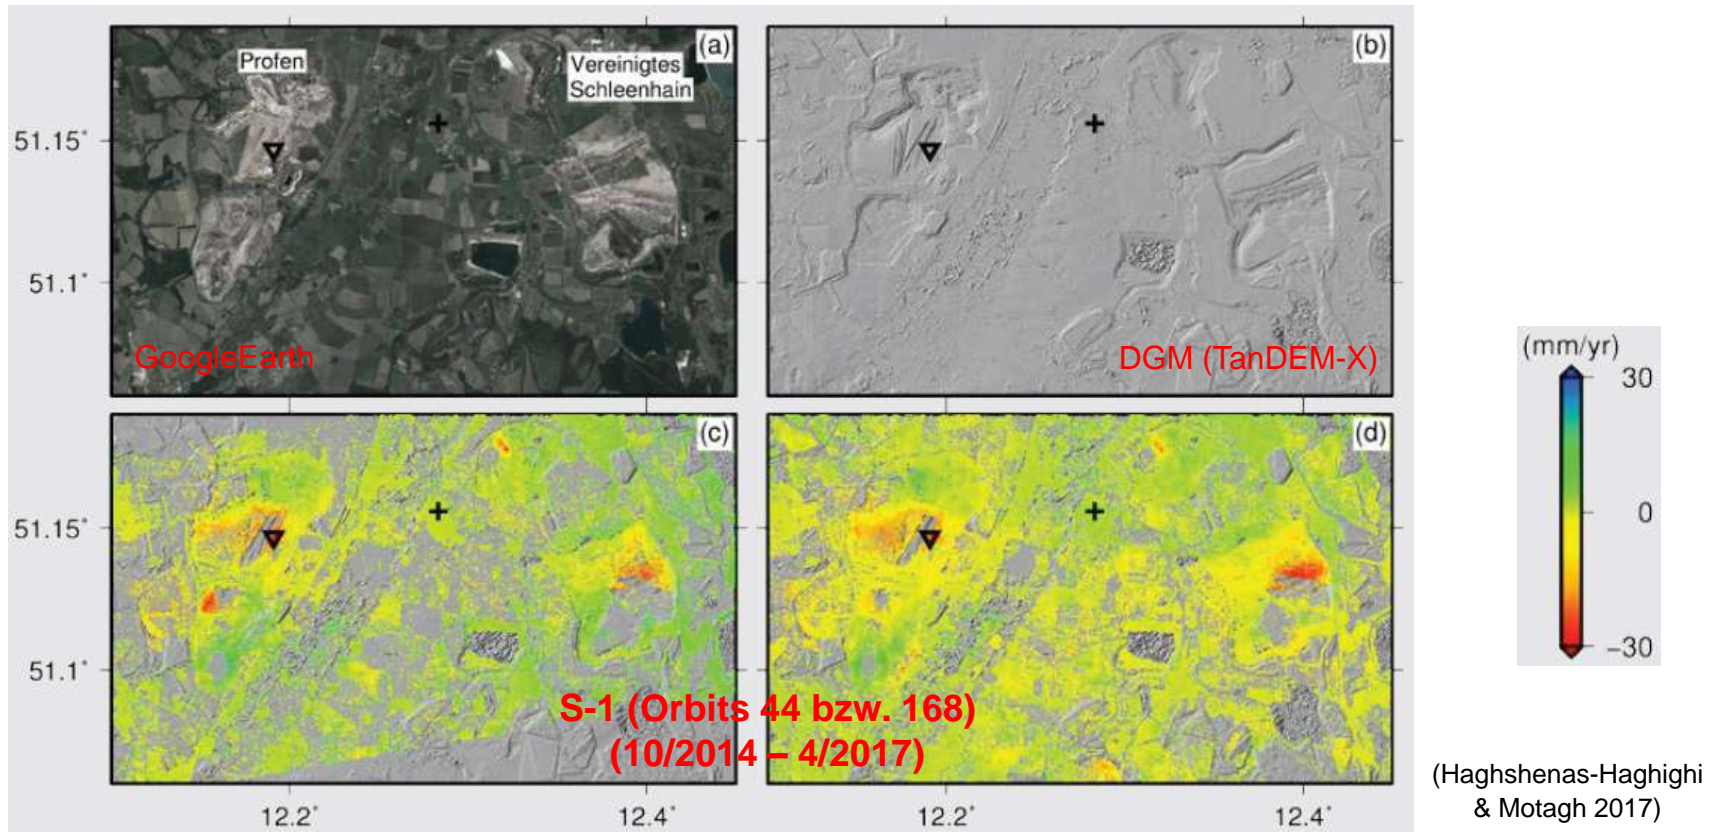 (a)
Profen
Vereinigtes
Schleenhain
51.15°
51.1°
GoogleEarth
(b)
DGM (TanDEM-X)
(mm/yr)
30
0
−30
(c)
51.15°
51.1°
12.2°
12.4°
(d)
12.2°
12.4°
S-1 (Orbits 44 bzw. 168)
(10/2014 – 4/2017)
(Haghshenas-Haghighi
& Motagh 2017)